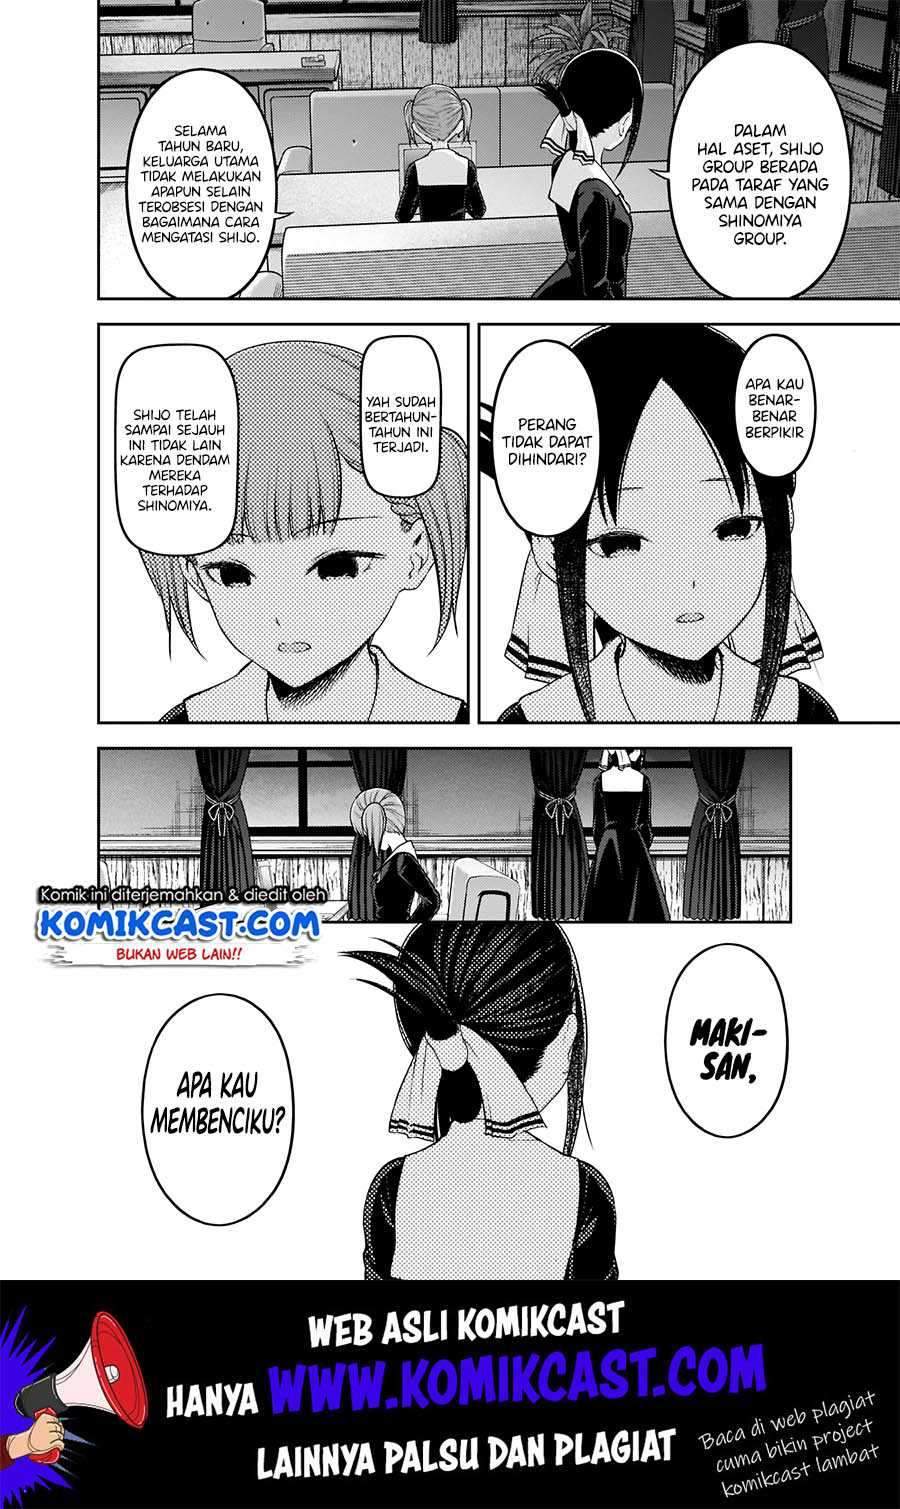 DALAM
HAL ASET, SHIJO
GROUP BERADA
PADA TARAF YANG
SAMA DENGAN
SHINOMIYA
GROUP.
SELAMA
TAHUN BARU,
KELUARGA UTAMA
TIDAK MELAKUKAN
APAPUN SELAIN
TEROBSESI DENGAN
BAGAIMANA CARA
MENGATASI SHIJO.
APA KAU
BENAR-
BENAR
BERPIKIR
PERANG
TIDAK DAPAT
DIHINDARI?
YAH SUDAH
BERTAHUN-
TAHUN INI
TERJADI.
SHIJO TELAH
SAMPAI SEJAUH
INI TIDAK LAIN
KARENA DENDAM
MEREKA
TERHADAP
SHINOMIYA.
Komik ini diterjemahkan & diedit oleh
KOMIKCAST.COM
BUKAN WEB LAIN!!
MAKI-
SAN,
APA KAU
MEMBENCIKU?
WEB ASLI KOMIKCAST
HANYA WWW.KOMIKCAST.COM
LAINNYA PALSU DAN PLAGIAT
Baca di web plagiat
cuma bikin project
komikcast lambat